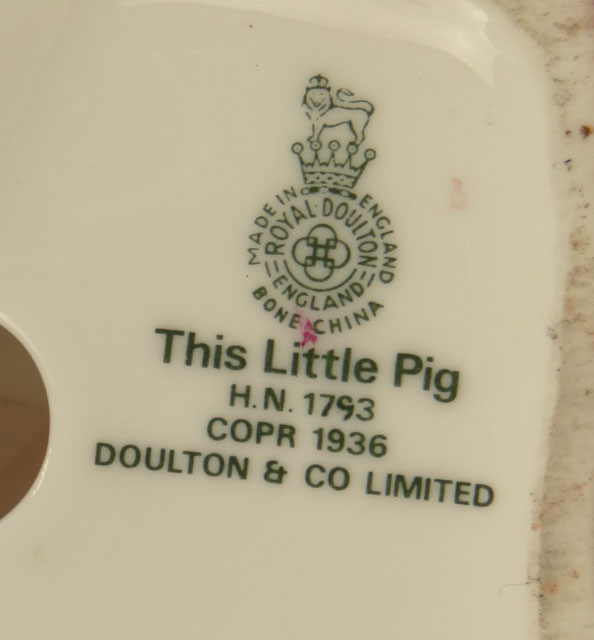 MADE IN ENGLAND
ROYAL·DOULTON
ENGLAND
BONE CHINA
This Little Pig
H.N. 1793
COPR 1936
DOULTON & CO LIMITED